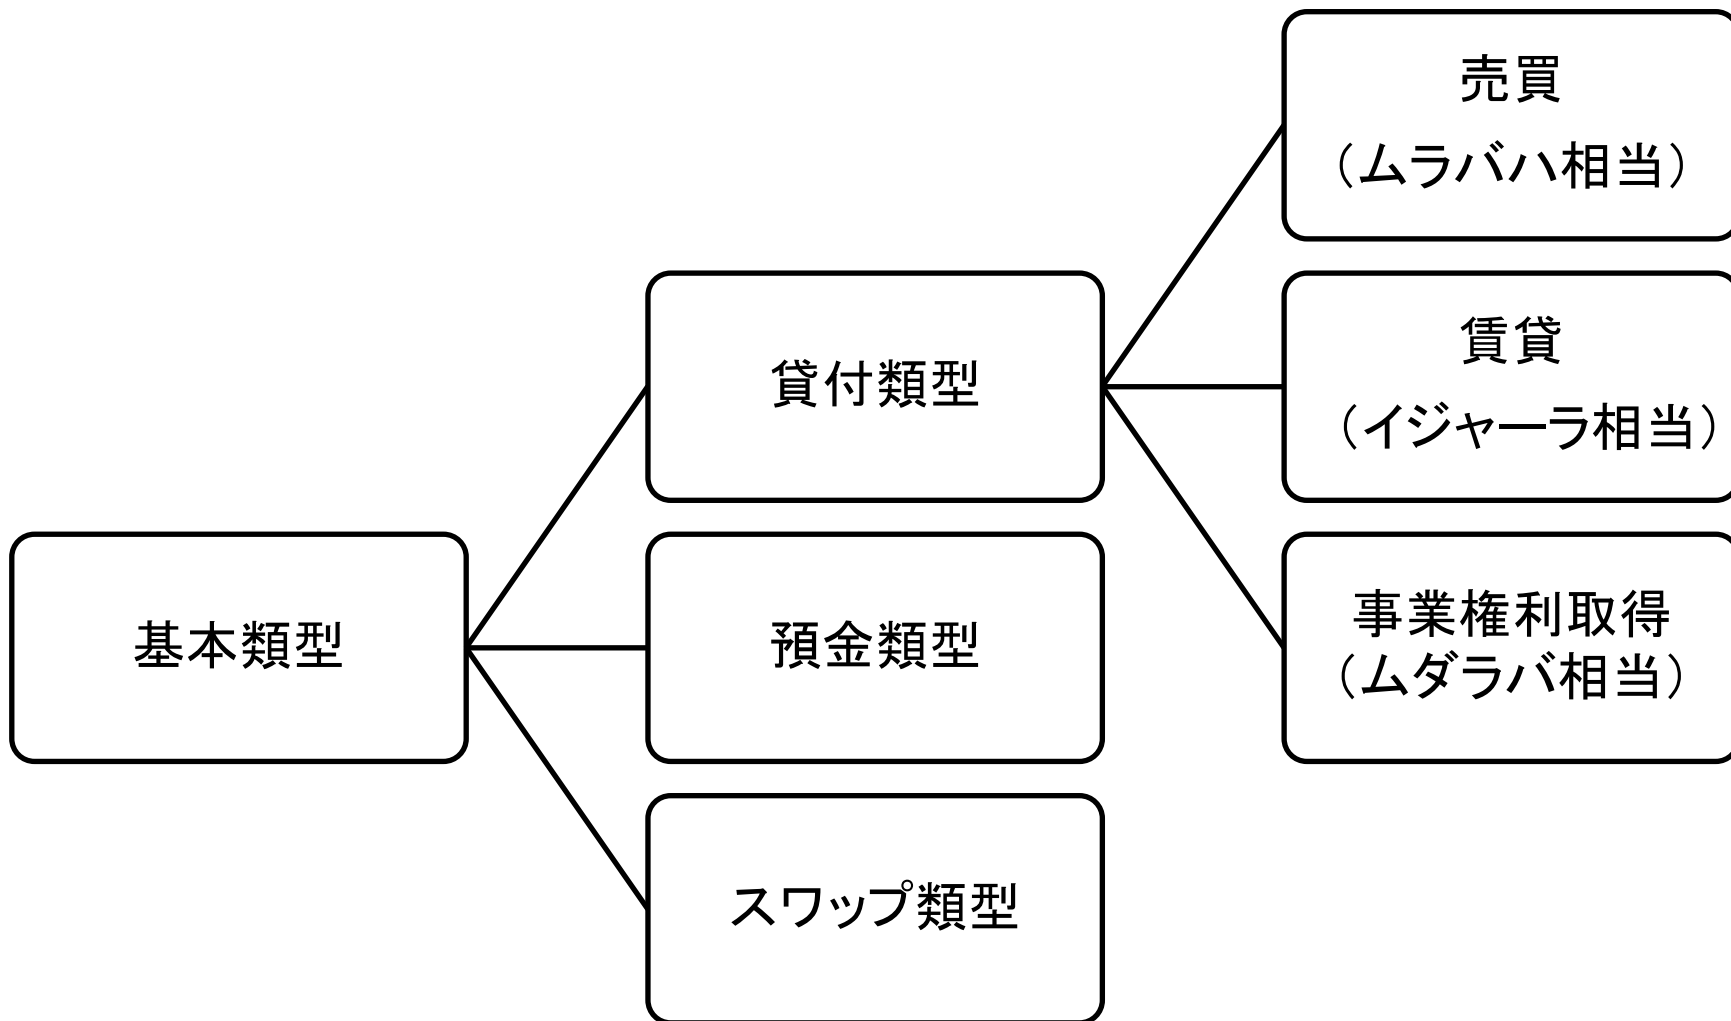 売買
（ムラバハ相当）
賃貸
（イジャーラ相当）
貸付類型
基本類型
預金類型
事業権利取得
（ムダラバ相当）
スワップ類型